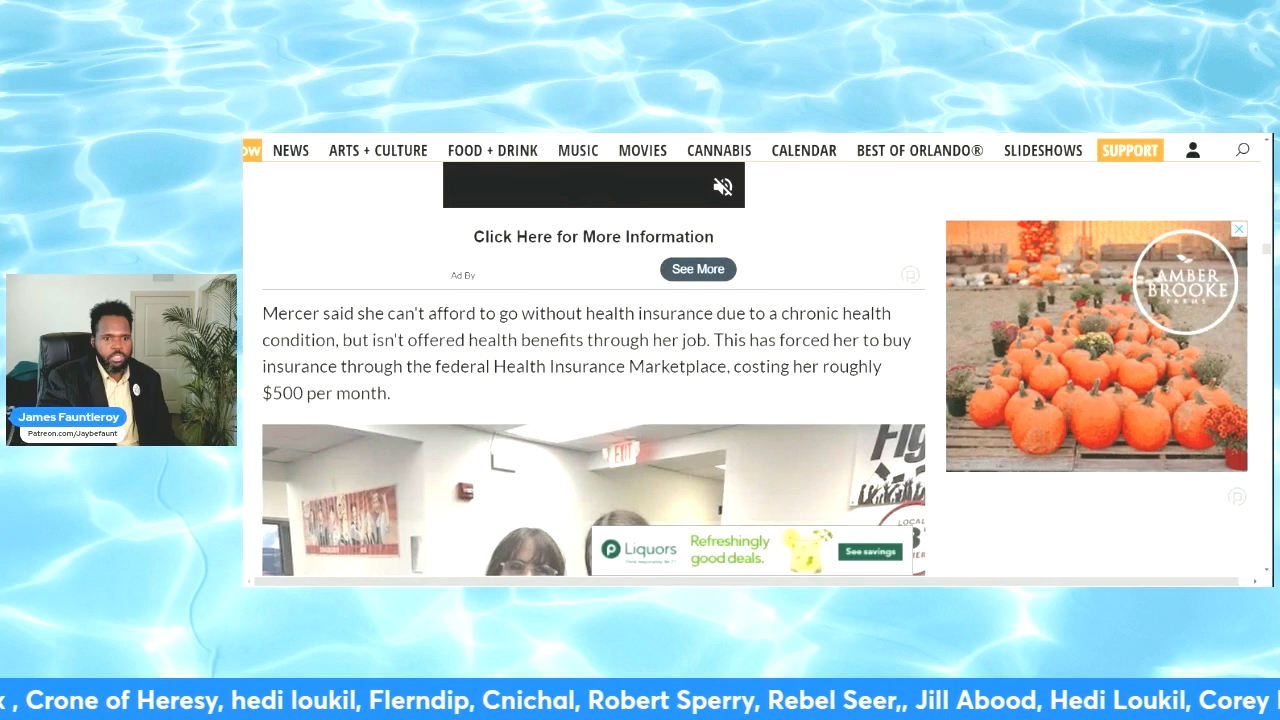 OW NEWS ARTS + CULTURE FOOD + DRINK MUSIC MOVIES CANNABIS CALENDAR BEST OF ORLANDO® SLIDESHOWS SUPPORT
Click Here for More Information
Ad By
See More
Mercer said she can't afford to go without health insurance due to a chronic health
condition, but isn't offered health benefits through her job. This has forced her to buy
insurance through the federal Health Insurance Marketplace, costing her roughly
$500 per month.
AMBER
BROOKE
FARMS
EXIT
LOCAL
Liquors
Refreshingly
good deals.
See savings
James Fauntleroy
Patreon.com/Jaybefaunt
, Crone of Heresy, hedi loukil, Flerndip, Cnichal, Robert Sperry, Rebel Seer,, Jill Abood, Hedi Loukil, Corey